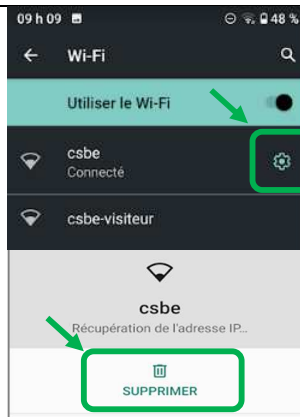 09 h 09 48 %
Wi-Fi
Utiliser le Wi-Fi
csbe
Connecté
csbe-visiteur
csbe
Récupération de l'adresse IP...
SUPPRIMER